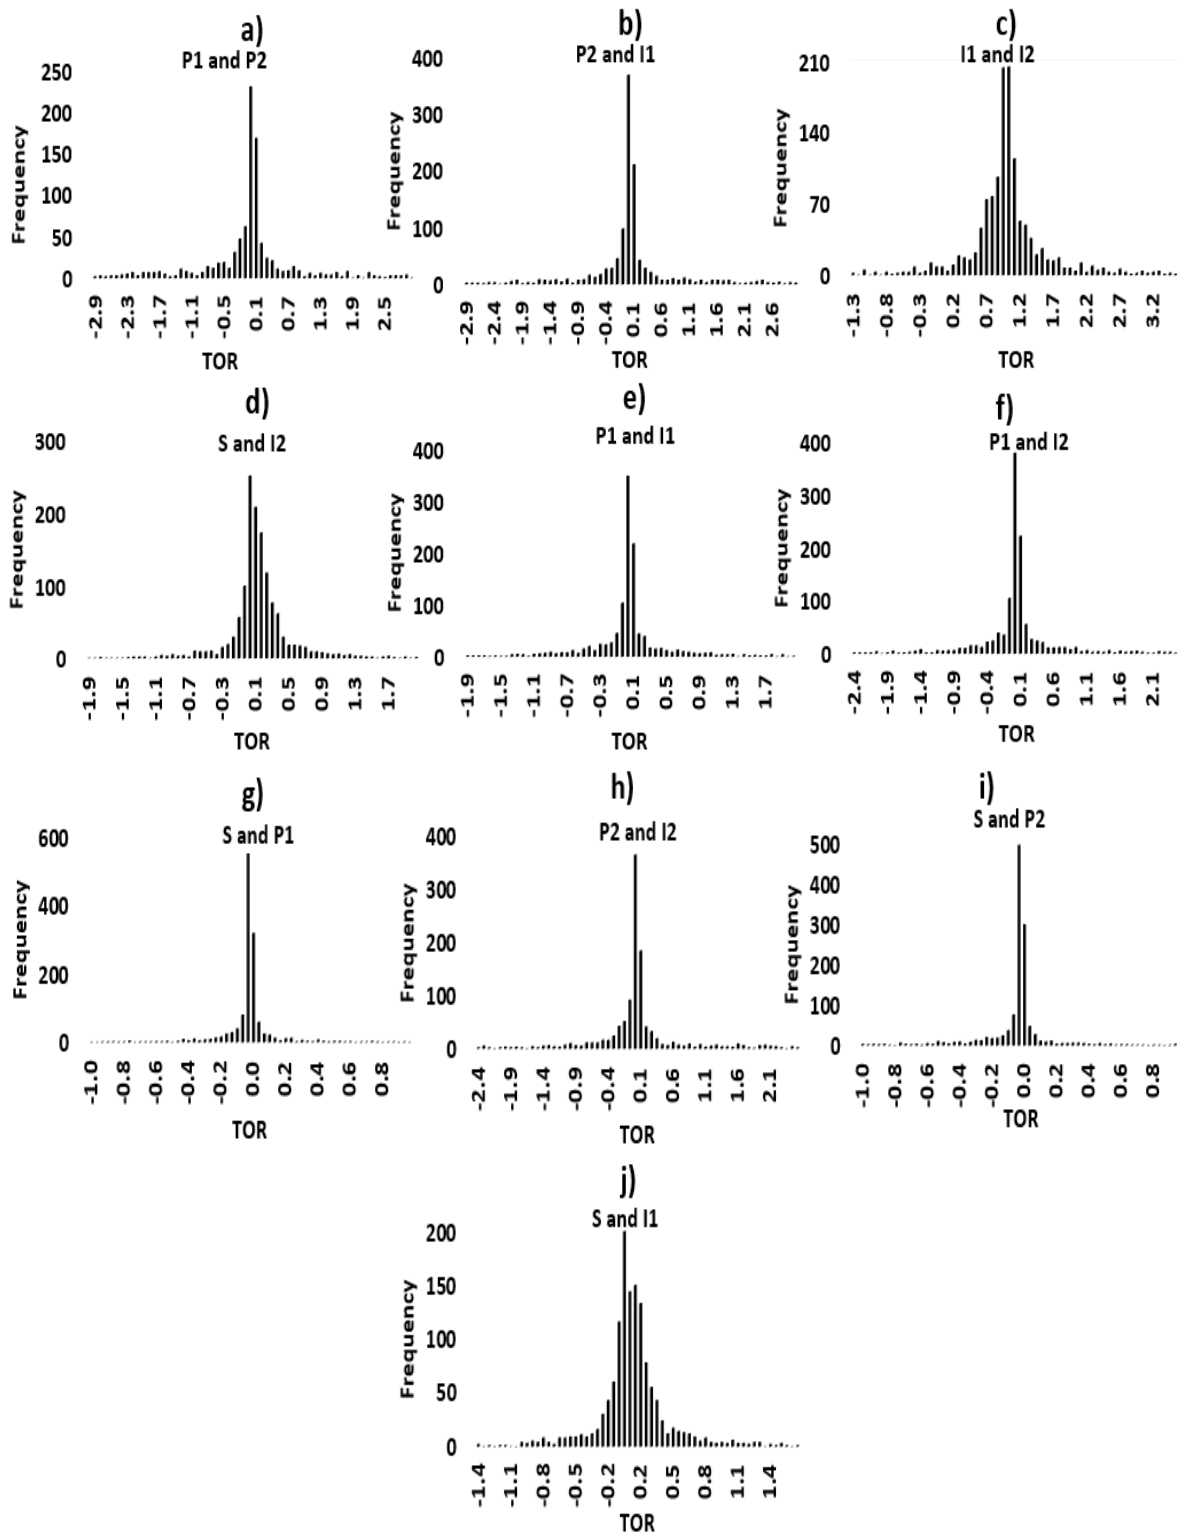 a)
P1 and P2
250
200
150
100
50
0
Frequency
-2.9 -2.3 -1.7 -1.1 -0.5 0.1 0.7 1.3 1.9 2.5
TOR
b)
P2 and I1
400
300
200
100
0
Frequency
-2.9 -2.4 -1.9 -1.4 -0.9 -0.4 0.1 0.6 1.1 1.6 2.1 2.6
TOR
c)
I1 and I2
210
140
70
0
Frequency
-1.3 -0.8 -0.3 0.2 0.7 1.2 1.7 2.2 2.7 3.2
TOR
d)
S and I2
300
200
100
0
Frequency
-1.9 -1.5 -1.1 -0.7 -0.3 0.1 0.5 0.9 1.3 1.7
TOR
e)
P1 and I1
400
300
200
100
0
Frequency
-1.9 -1.5 -1.1 -0.7 -0.3 0.1 0.5 0.9 1.3 1.7
TOR
f)
P1 and I2
400
300
200
100
0
Frequency
-2.4 -1.9 -1.4 -0.9 -0.4 0.1 0.6 1.1 1.6 2.1
TOR
g)
S and P1
600
400
200
0
Frequency
-1.0 -0.8 -0.6 -0.4 -0.2 0.0 0.2 0.4 0.6 0.8
TOR
h)
P2 and I2
400
300
200
100
0
Frequency
-2.4 -1.9 -1.4 -0.9 -0.4 0.1 0.6 1.1 1.6 2.1
TOR
i)
S and P2
500
400
300
200
100
0
Frequency
-1.0 -0.8 -0.6 -0.4 -0.2 0.0 0.2 0.4 0.6 0.8
TOR
j)
S and I1
200
150
100
50
0
Frequency
-1.4 -1.1 -0.8 -0.5 -0.2 0.2 0.5 0.8 1.1 1.4
TOR